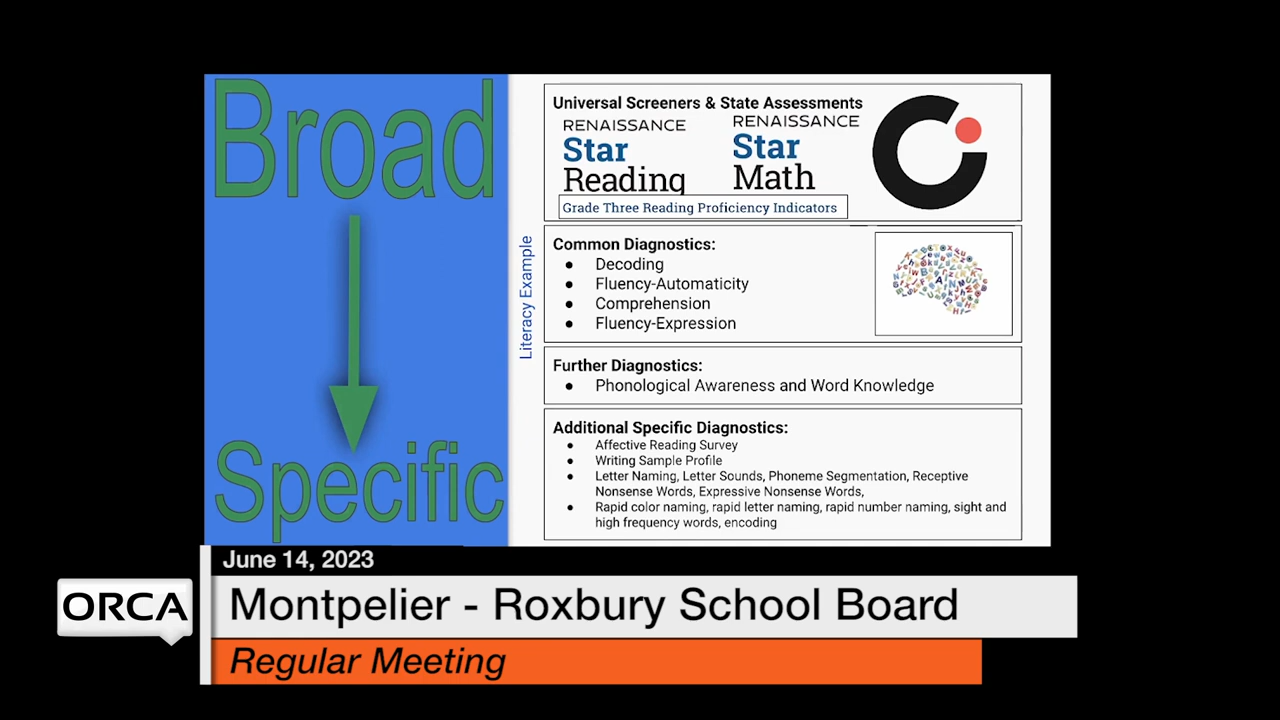 Broad
Specific
Literacy Example
Universal Screeners & State Assessments
RENAISSANCE
Star
Reading
RENAISSANCE
Star
Math
Grade Three Reading Proficiency Indicators
Common Diagnostics:
● Decoding
● Fluency-Automaticity
● Comprehension
● Fluency-Expression
Further Diagnostics:
● Phonological Awareness and Word Knowledge
Additional Specific Diagnostics:
● Affective Reading Survey
● Writing Sample Profile
● Letter Naming, Letter Sounds, Phoneme Segmentation, Receptive
Nonsense Words, Expressive Nonsense Words,
● Rapid color naming, rapid letter naming, rapid number naming, sight and
high frequency words, encoding
June 14, 2023
ORCA
Montpelier - Roxbury School Board
Regular Meeting